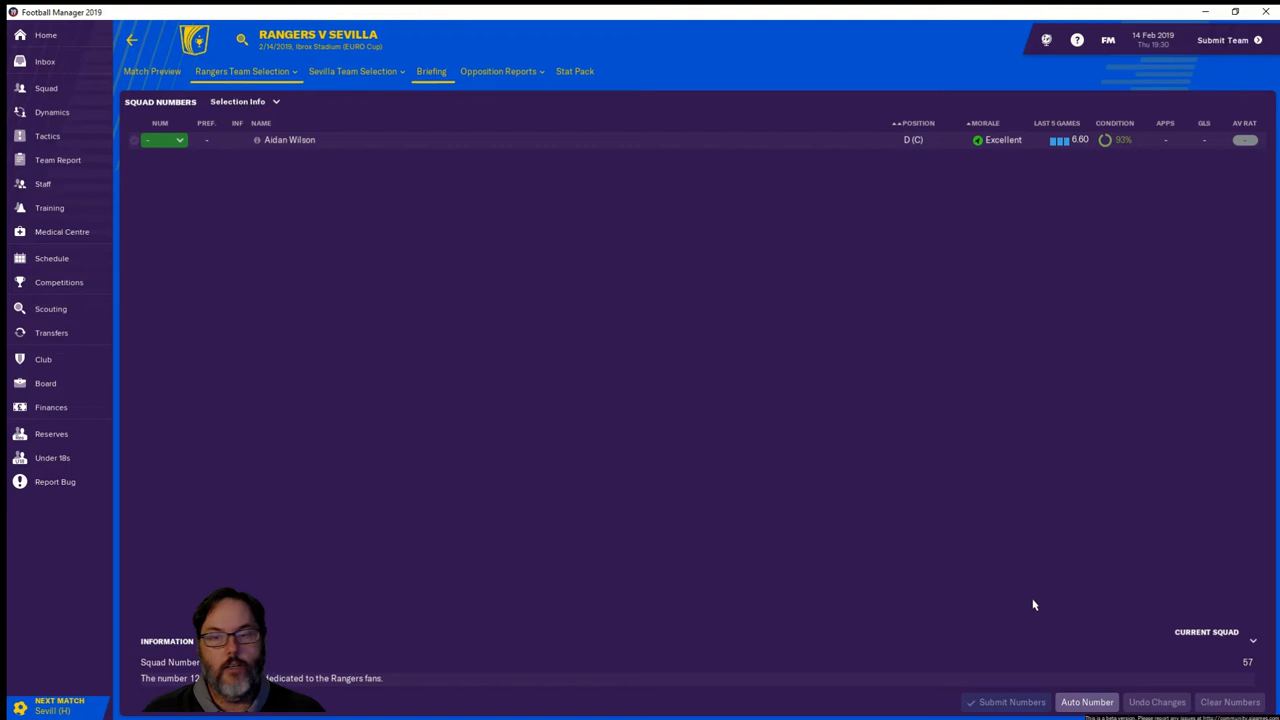 Football Manager 2019
Home
Inbox
Squad
Dynamics
Tactics
Team Report
Staff
Training
Medical Centre
Schedule
Competitions
Scouting
Transfers
Club
Board
Finances
Reserves
Under 18s
Report Bug
NEXT MATCH
Sevill (H)
RANGERS V SEVILLA
2/14/2019, Ibrox Stadium (EURO Cup)
? FM 14 Feb 2019
Thu 19:30
Submit Team
Match Preview Rangers Team Selection Sevilla Team Selection Briefing Opposition Reports Stat Pack
SQUAD NUMBERS Selection Info
NUM PREF. INF NAME POSITION MORALE LAST 5 GAMES CONDITION APPS GLS AV RAT
- - Aidan Wilson D (C) Excellent 6.60 93% - - -
CURRENT SQUAD
INFORMATION
Squad Number 57
The number 12 dedicated to the Rangers fans.
Submit Numbers Auto Number Undo Changes Clear Numbers